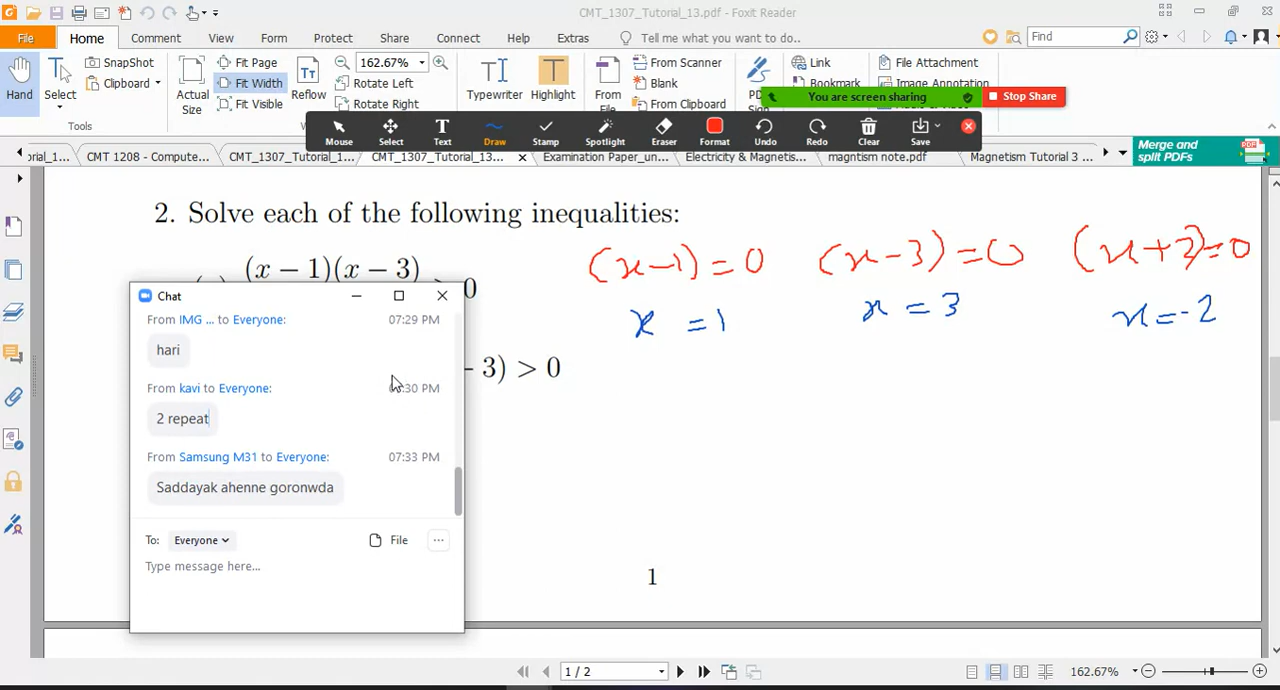 CMT_1307_Tutorial_13.pdf - Foxit Reader
File Home Comment View Form Protect Share Connect Help Extras Tell me what you want to do.. Find
Hand
Select
SnapShot
Clipboard
Tools
Actual Size
Fit Page
Fit Width
Fit Visible
Reflow
162.67%
Rotate Left
Rotate Right
Typewriter
Highlight
From File
From Scanner
Blank
From Clipboard
Link
Bookmark
File Attachment
Image Annotation
You are screen sharing
Stop Share
Mouse Select Text Draw Stamp Spotlight Eraser Format Undo Redo Clear Save
orial_1... CMT 1208 - Compute... CMT_1307_Tutorial_1... CMT_1307_Tutorial_13... Examination Paper_un... Electricity & Magnetis... magntism note.pdf Magnetism Tutorial 3 ...
Merge and split PDFs
2. Solve each of the following inequalities:
(x − 1)(x − 3)
0
− 3) > 0
(x-1)=0 (x-3)=0
x =1 x = 3 x=-2
Chat
From IMG ... to Everyone: 07:29 PM
hari
From kavi to Everyone: :30 PM
2 repeat
From Samsung M31 to Everyone: 07:33 PM
Saddayak ahenne goronwda
To: Everyone File
Type message here...
1
1 / 2
162.67%